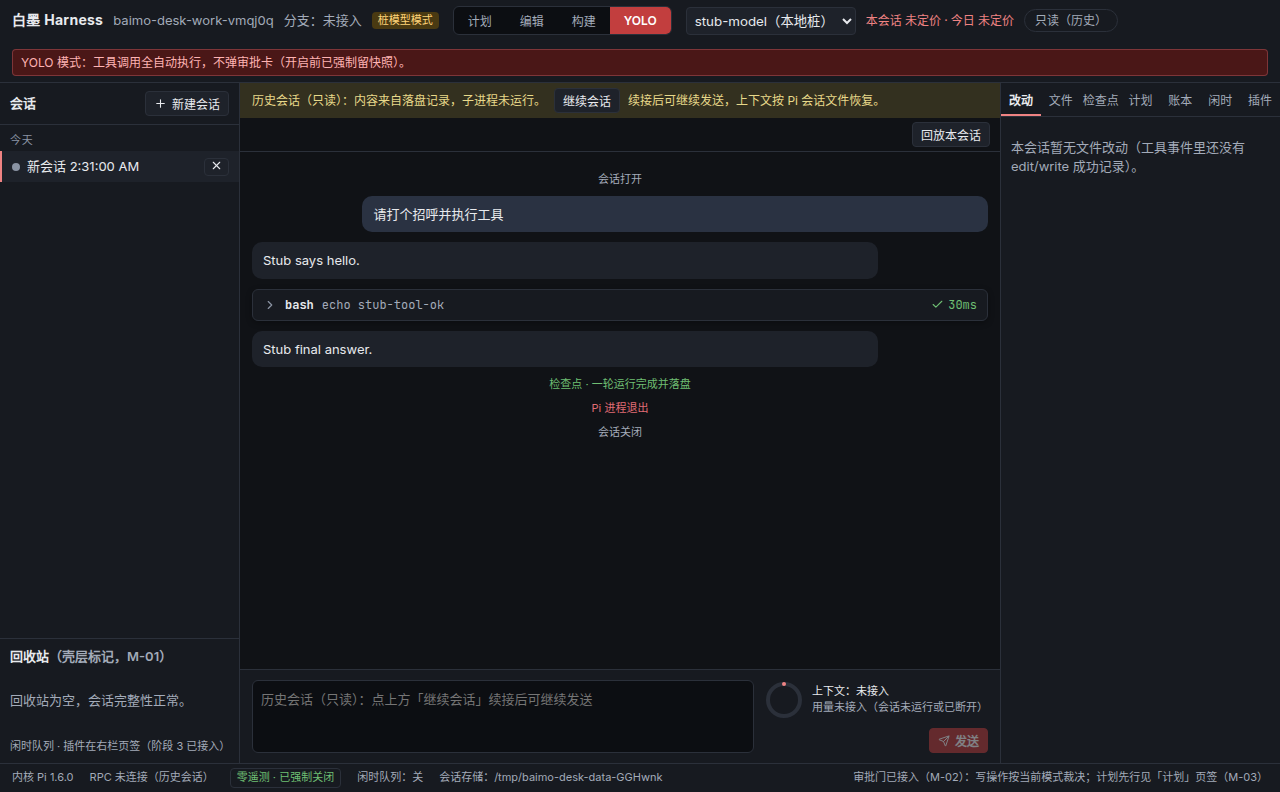 白墨 Harness baimo-desk-work-vmqj0q 分支：未接入 桩模型模式 计划 编辑 构建 YOLO stub-model（本地桩） 本会话 未定价 · 今日 未定价 只读（历史）
YOLO 模式：工具调用全自动执行，不弹审批卡（开启前已强制留快照）。
会话 新建会话
今天
新会话 2:31:00 AM
历史会话（只读）：内容来自落盘记录，子进程未运行。 继续会话 续接后可继续发送，上下文按 Pi 会话文件恢复。
回放本会话
会话打开
请打个招呼并执行工具
Stub says hello.
bash echo stub-tool-ok 30ms
Stub final answer.
检查点 · 一轮运行完成并落盘
Pi 进程退出
会话关闭
改动 文件 检查点 计划 账本 闲时 插件
本会话暂无文件改动（工具事件里还没有
edit/write 成功记录）。
回收站（壳层标记，M-01）
回收站为空，会话完整性正常。
闲时队列 · 插件在右栏页签（阶段 3 已接入）
历史会话（只读）：点上方「继续会话」续接后可继续发送
上下文：未接入
用量未接入（会话未运行或已断开）
发送
内核 Pi 1.6.0 RPC 未连接（历史会话） 零遥测 · 已强制关闭 闲时队列：关 会话存储：/tmp/baimo-desk-data-GGHwnk 审批门已接入（M-02）：写操作按当前模式裁决；计划先行见「计划」页签（M-03）